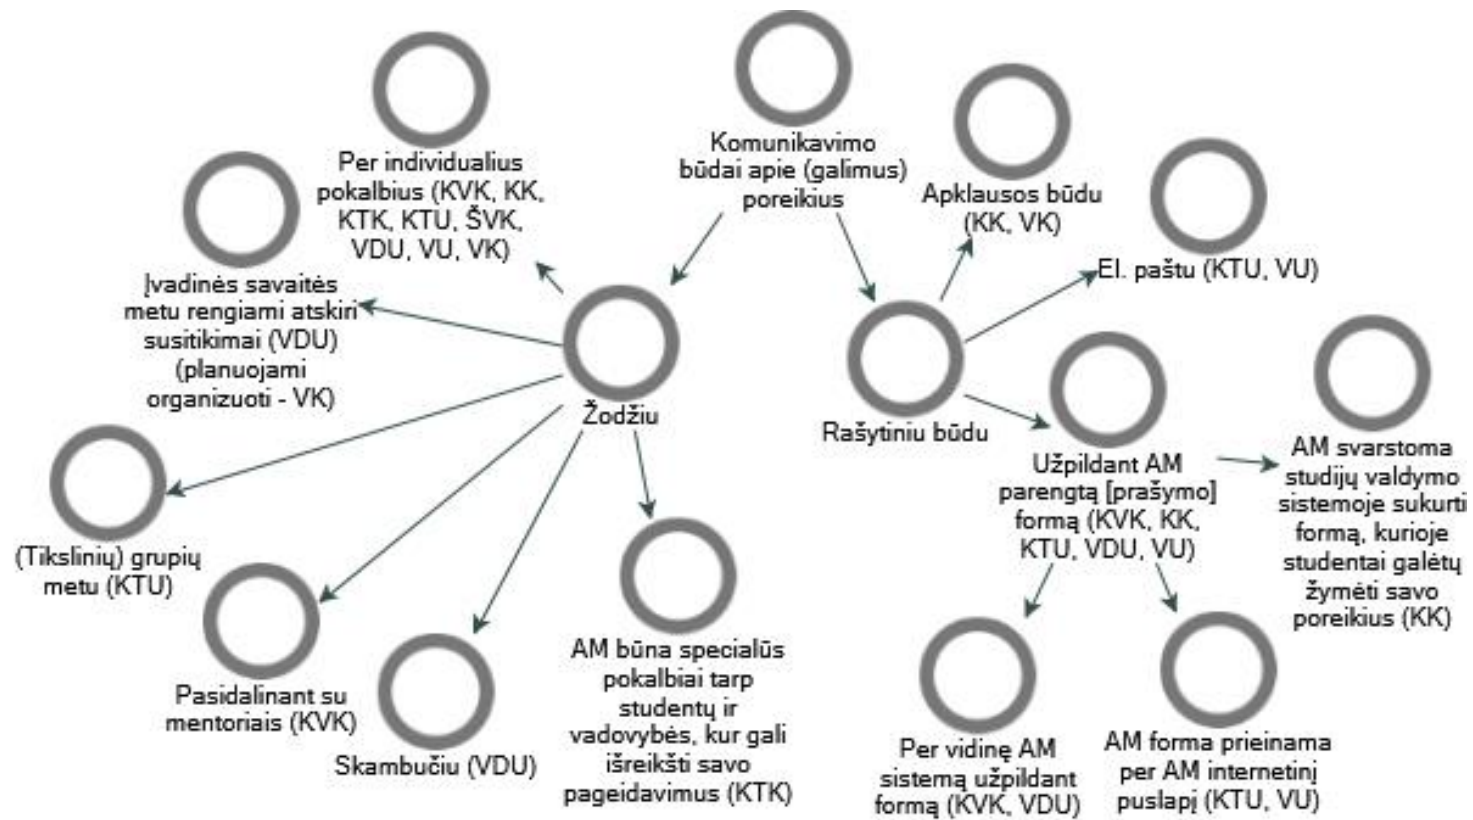 Komunikavimo
būdai apie (galimus)
poreikius
Per individualius
pokalbius (KVK, KK,
KTK, KTU, ŠVK,
VDU, VU, VK)
Apklausos būdu
(KK, VK)
El. paštu (KTU, VU)
Įvadinės savaitės
metu rengiami atskiri
susitikimai (VDU)
(planuojami
organizuoti - VK)
Žodžiu
Rašytiniu būdu
Užpildant AM
parengtą [prašymo]
formą (KVK, KK,
KTU, VDU, VU)
AM svarstoma
studijų valdymo
sistemoje sukurti
formą, kurioje
studentai galėtų
žymėti savo
poreikius (KK)
(Tikslinių) grupių
metu (KTU)
Pasidalinant su
mentoriais (KVK)
Skambučiu (VDU)
AM būna specialūs
pokalbiai tarp
studentų ir
vadovybės, kur gali
išreikšti savo
pageidavimus (KTK)
Per vidinę AM
sistemą užpildant
formą (KVK, VDU)
AM forma prieinama
per AM internetinį
puslapį (KTU, VU)